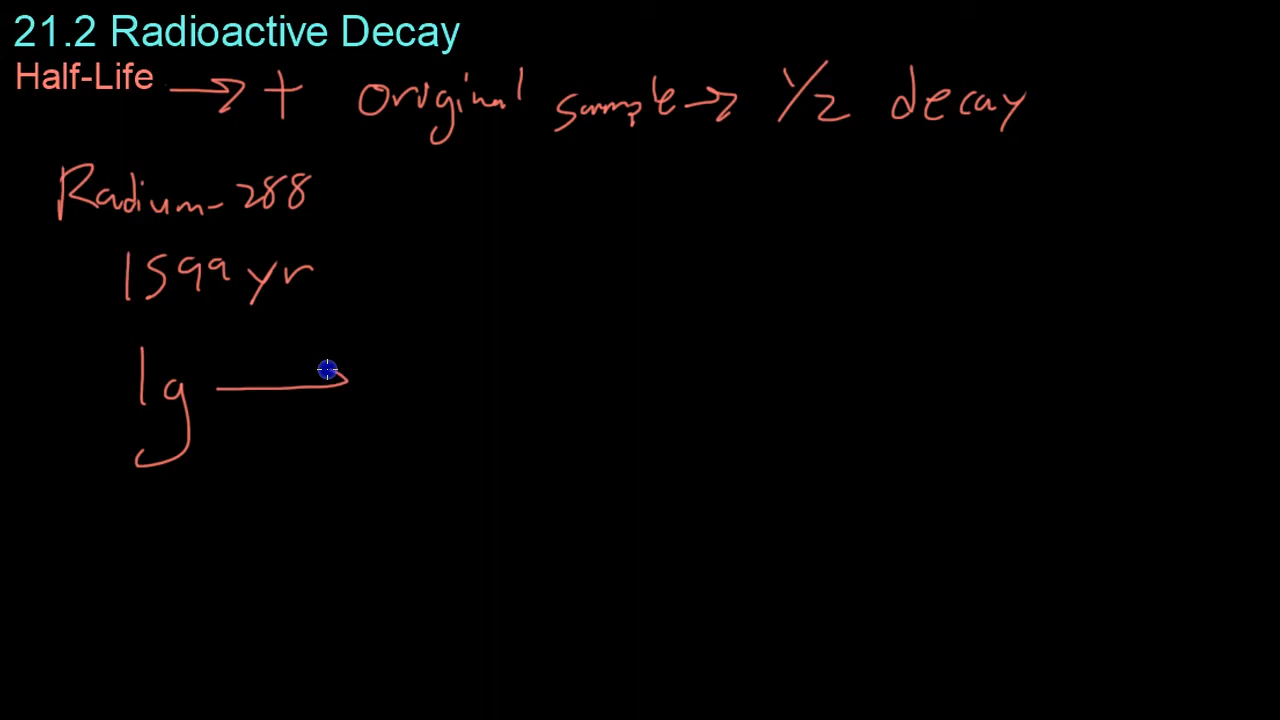 21.2 Radioactive Decay
Half-Life → t original sample → 1/2 decay
Radium-288
1599 yr
1g →